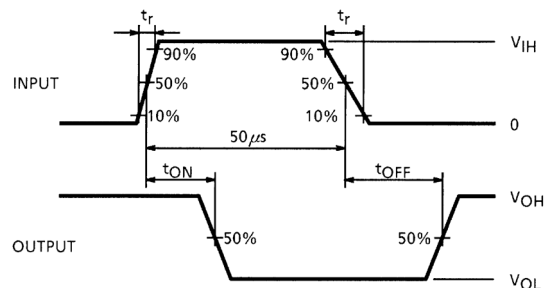 tr
tr
90%
90%
VIH
INPUT
50%
50%
10%
10%
0
50μs
tON
tOFF
VOH
OUTPUT
50%
50%
VOL